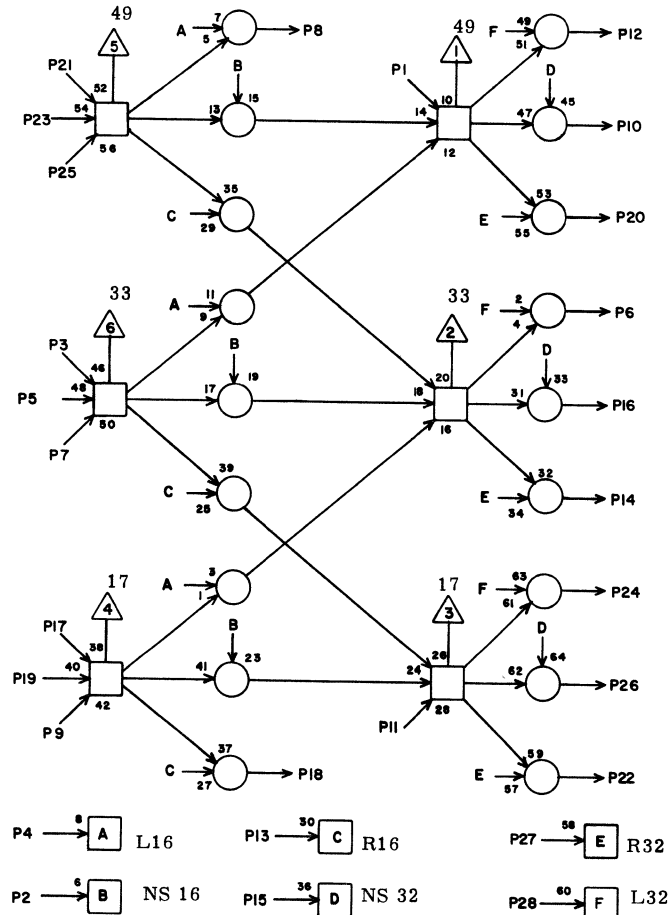 49
5
P21
P23
P25
52
54
56
A
7
5
P8
B
13
15
C
35
29
49
1
P1
10
14
12
F
49
51
P12
D
47
45
P10
E
53
55
P20
33
6
P3
P5
P7
46
48
50
A
11
9
B
17
19
C
39
25
33
2
20
18
16
F
2
4
P6
D
31
33
P16
E
32
34
P14
17
4
P17
P19
P9
38
40
42
A
3
1
B
41
23
C
37
27
P18
17
3
26
24
28
P11
F
63
61
P24
D
62
64
P26
E
59
57
P22
P4 8 A L16
P13 30 C R16
P27 58 E R32
P2 6 B NS 16
P15 36 D NS 32
P28 60 F L32